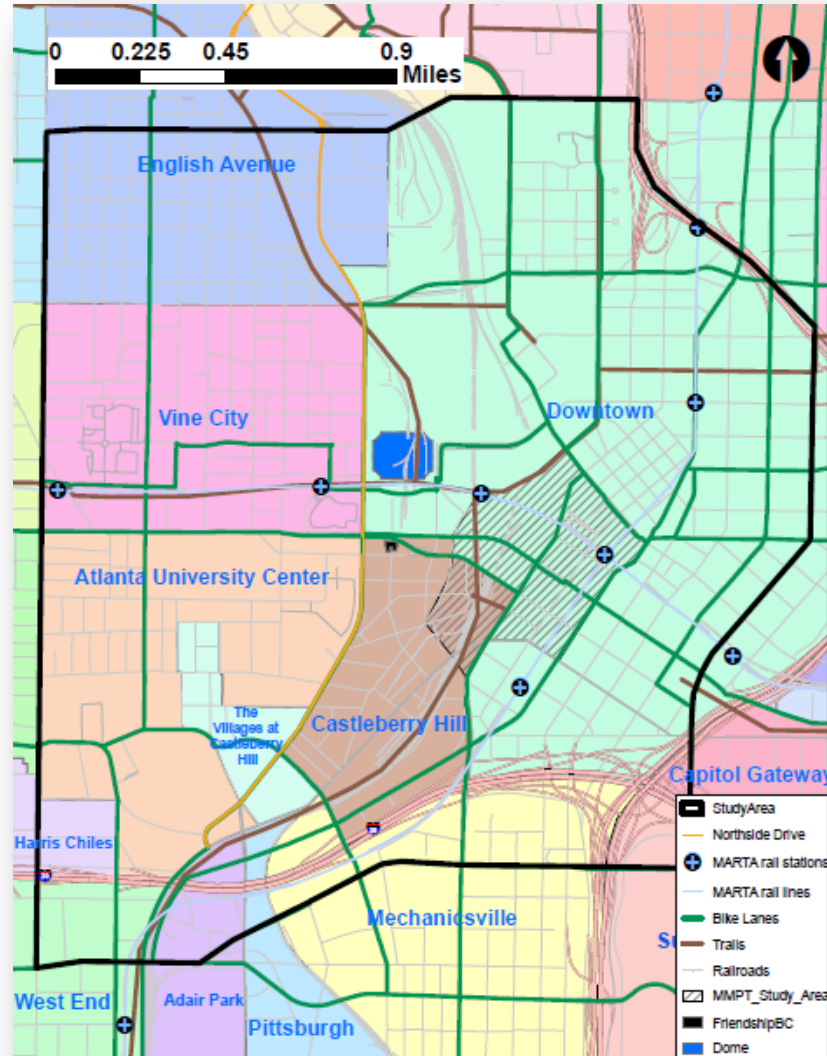 0 0.225 0.45 0.9
Miles
English Avenue
Vine City
Downtown
Atlanta University Center
The
Villages at
Castleberry
Hill
Castleberry Hill
Capitol Gateway
Harris Chiles
Mechanicsville
West End
Adair Park
Pittsburgh
Su
StudyArea
Northside Drive
MARTA rail stations
MARTA rail lines
Bike Lanes
Trails
Railroads
MMPT_Study_Area
FriendshipBC
Dome